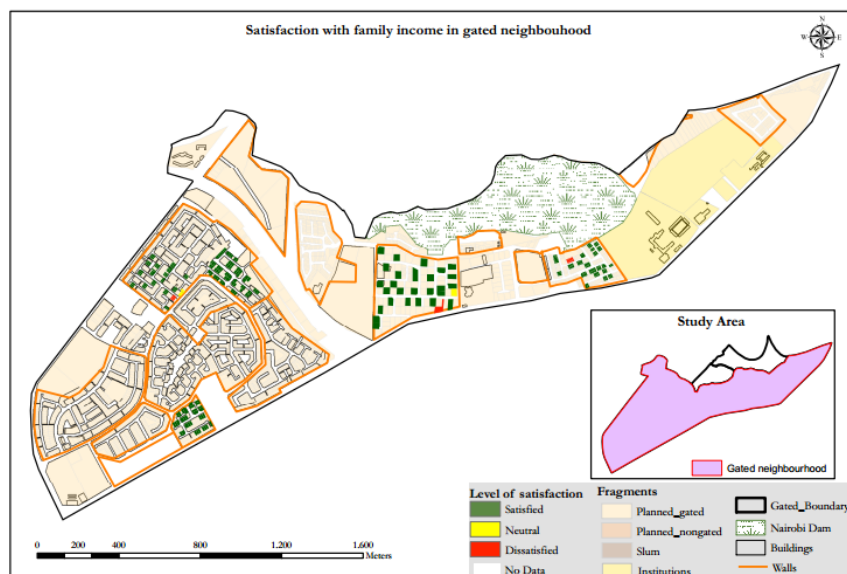 Satisfaction with family income in gated neighbouhood
N
W E
S
Study Area
Gated neighbourhood
Level of satisfaction
Satisfied
Neutral
Dissatisfied
No Data
Fragments
Planned_gated
Planned_nongated
Slum
Institutions
Gated_Boundary
Nairobi Dam
Buildings
Walls
0 200 400 800 1,200 1,600
Meters